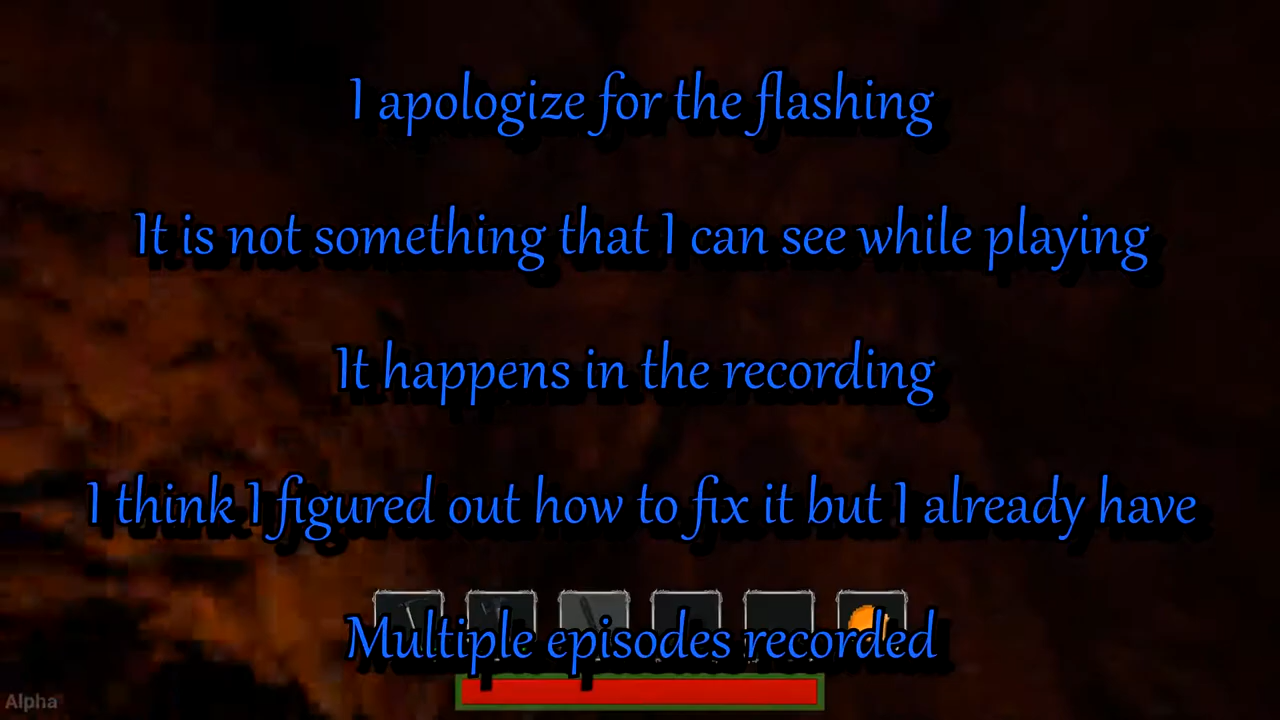 I apologize for the flashing
It is not something that I can see while playing
It happens in the recording
I think I figured out how to fix it but I already have
Multiple episodes recorded
Alpha